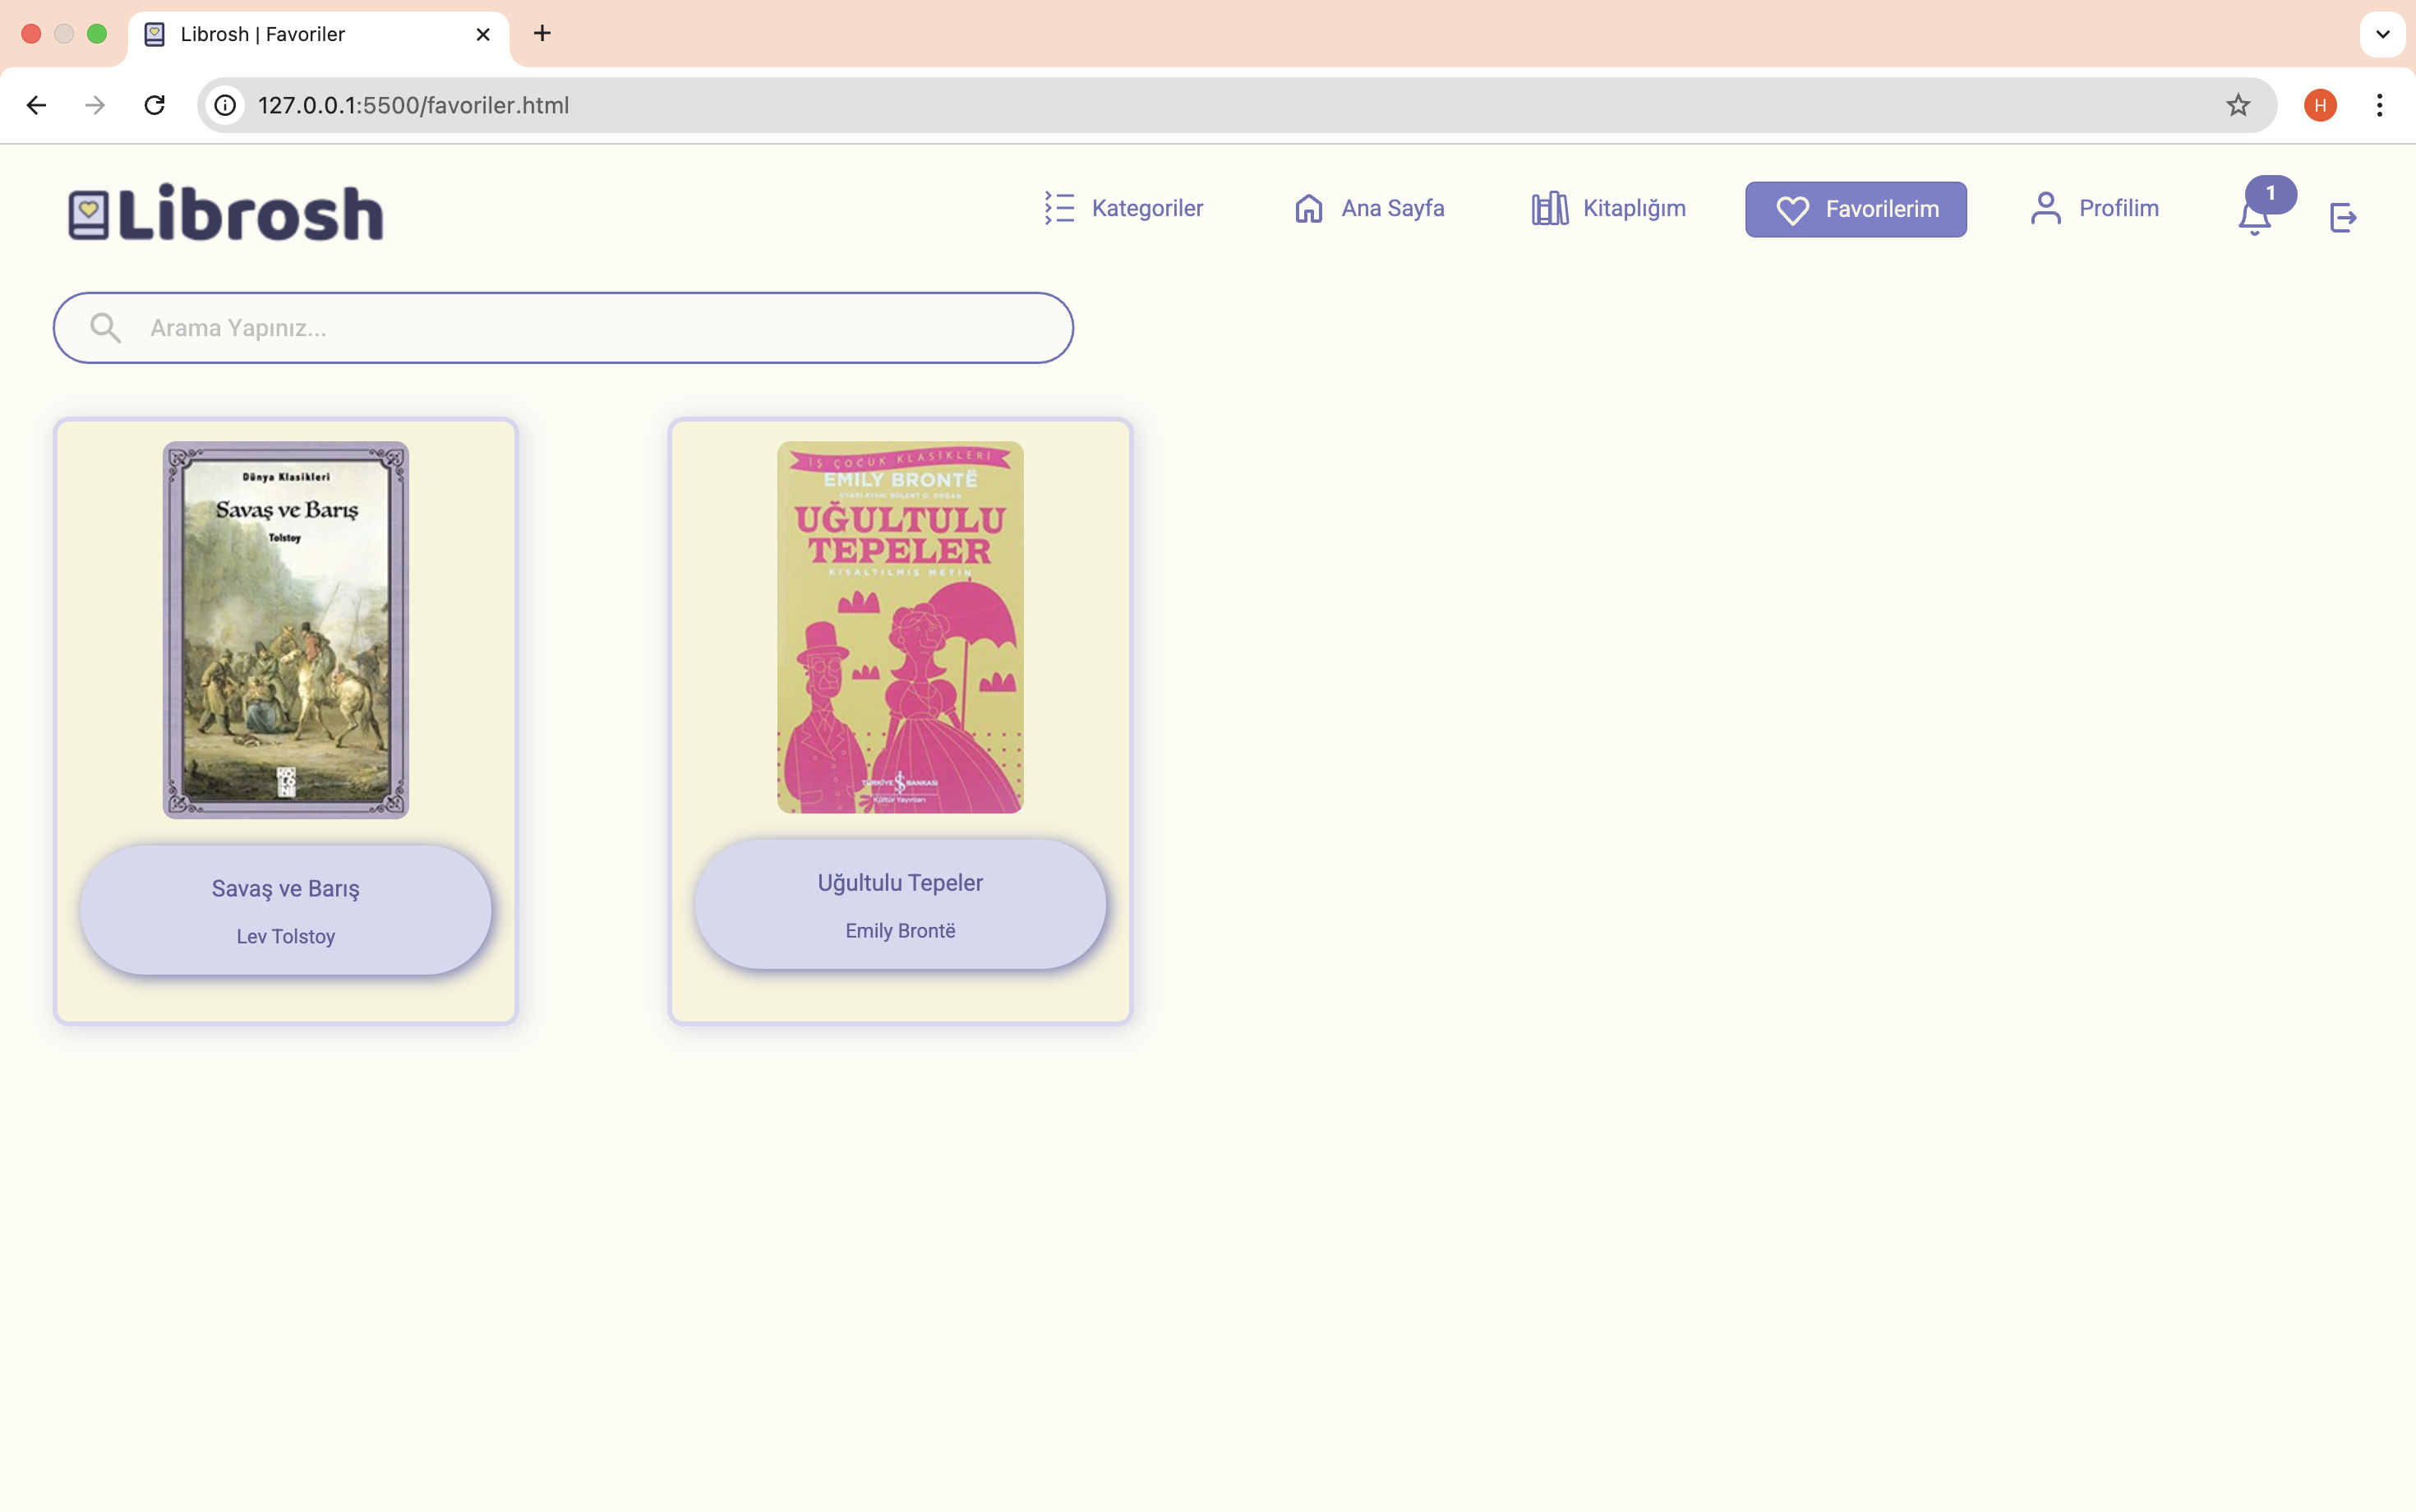 Librosh | Favoriler
127.0.0.1:5500/favoriler.html
H
Librosh
Kategoriler
Ana Sayfa
Kitaplığım
Favorilerim
Profilim
1
Arama Yapınız...
Dünya Klasikleri
Savaş ve Barış
Tolstoy
KOLONİ
Savaş ve Barış
Lev Tolstoy
İŞ ÇOCUK KLASİKLERİ
EMILY BRONTË
UYARLAYAN: BÜLENT O. DOĞAN
UĞULTULU
TEPELER
KISALTILMIŞ METİN
TÜRKİYE İŞ BANKASI
Kültür Yayınları
Uğultulu Tepeler
Emily Brontë